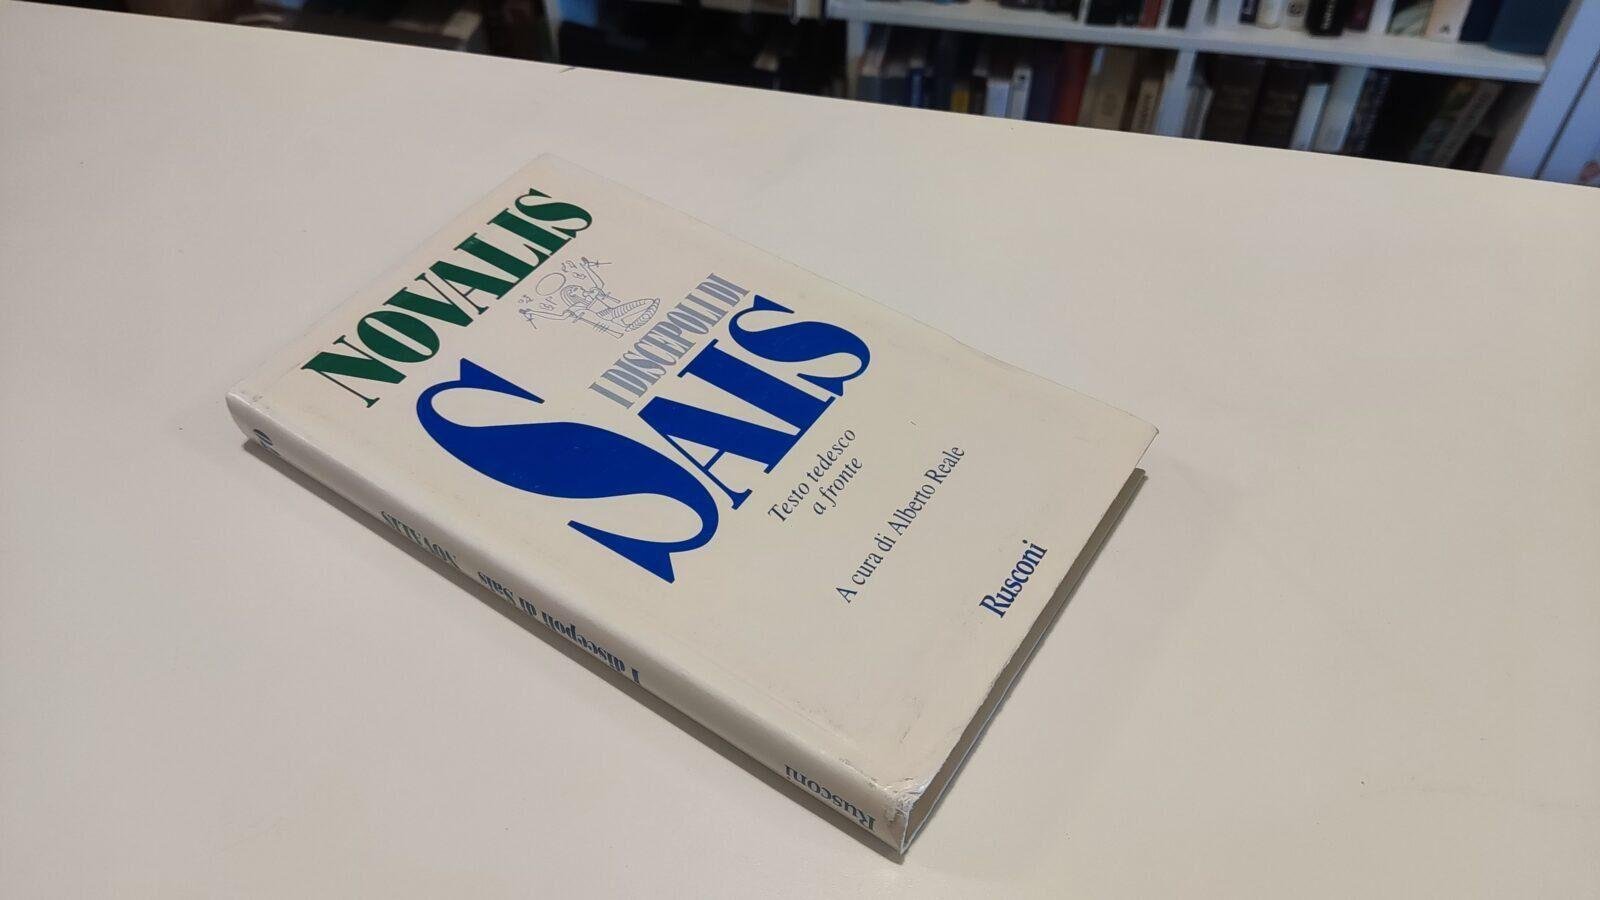 NOVALIS
I DISCEPOLI DI
SAIS
Testo tedesco
a fronte
A cura di Alberto Reale
Rusconi
NOVALIS I discepoli di Sais Rusconi